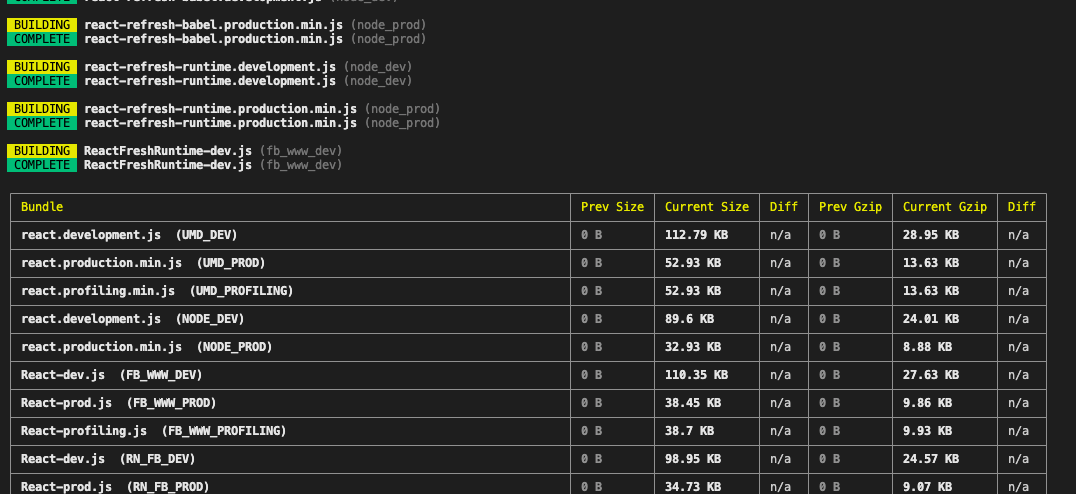 BUILDING react-refresh-babel.production.min.js (node_prod)
COMPLETE react-refresh-babel.production.min.js (node_prod)
BUILDING react-refresh-runtime.development.js (node_dev)
COMPLETE react-refresh-runtime.development.js (node_dev)
BUILDING react-refresh-runtime.production.min.js (node_prod)
COMPLETE react-refresh-runtime.production.min.js (node_prod)
BUILDING ReactFreshRuntime-dev.js (fb_www_dev)
COMPLETE ReactFreshRuntime-dev.js (fb_www_dev)
Bundle Prev Size Current Size Diff Prev Gzip Current Gzip Diff
react.development.js (UMD_DEV) 0 B 112.79 KB n/a 0 B 28.95 KB n/a
react.production.min.js (UMD_PROD) 0 B 52.93 KB n/a 0 B 13.63 KB n/a
react.profiling.min.js (UMD_PROFILING) 0 B 52.93 KB n/a 0 B 13.63 KB n/a
react.development.js (NODE_DEV) 0 B 89.6 KB n/a 0 B 24.01 KB n/a
react.production.min.js (NODE_PROD) 0 B 32.93 KB n/a 0 B 8.88 KB n/a
React-dev.js (FB_WWW_DEV) 0 B 110.35 KB n/a 0 B 27.63 KB n/a
React-prod.js (FB_WWW_PROD) 0 B 38.45 KB n/a 0 B 9.86 KB n/a
React-profiling.js (FB_WWW_PROFILING) 0 B 38.7 KB n/a 0 B 9.93 KB n/a
React-dev.js (RN_FB_DEV) 0 B 98.95 KB n/a 0 B 24.57 KB n/a
React-prod.js (RN_FB_PROD) 0 B 34.73 KB n/a 0 B 9.07 KB n/a